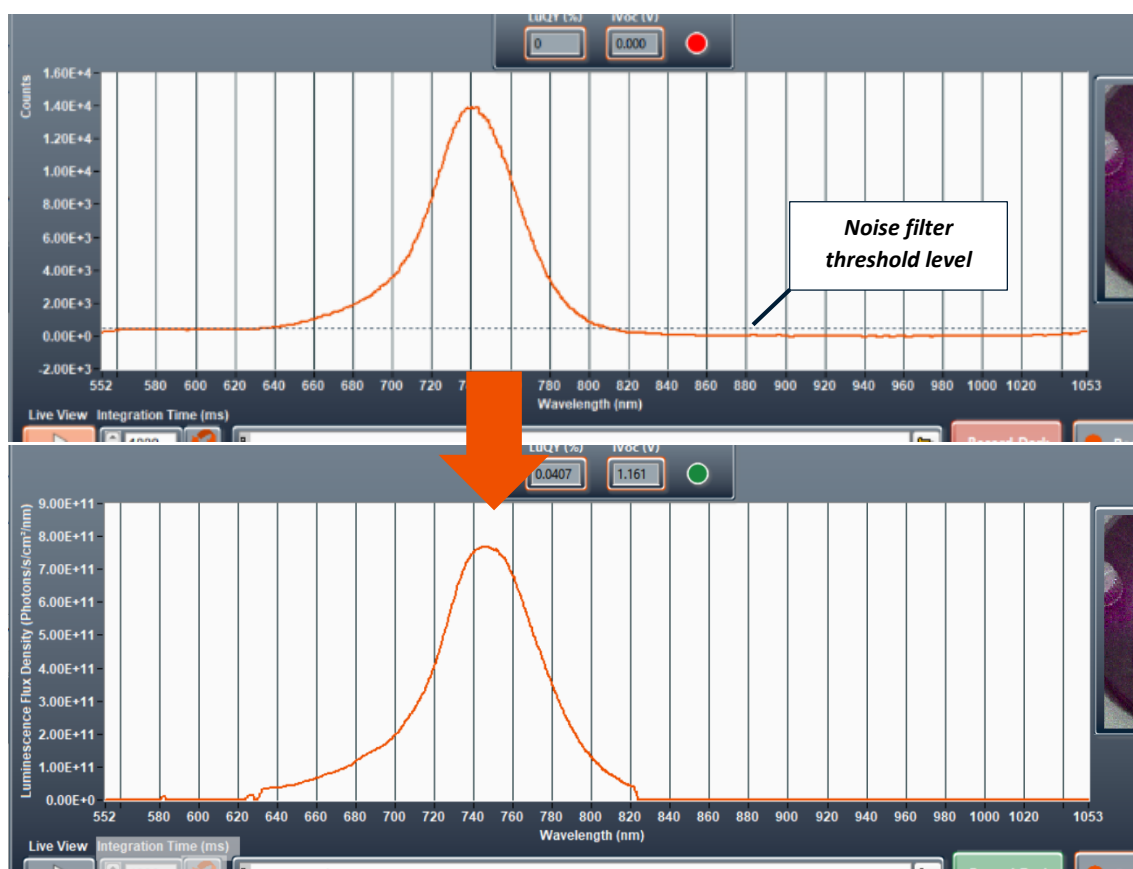 LuQY (%) iVoc (V)
0 0.000
Counts
1.60E+4
1.40E+4
1.20E+4
1.00E+4
8.00E+3
6.00E+3
4.00E+3
2.00E+3
0.00E+0
-2.00E+3
Noise filter
threshold level
552 580 600 620 640 660 680 700 720 780 800 820 840 860 880 900 920 940 960 980 1000 1020 1053
Wavelength (nm)
Live View Integration Time (ms)
Record Dark
LuQY (%) iVoc (V)
0.0407 1.161
Luminescence Flux Density (Photons/s/cm²/nm)
9.00E+11
8.00E+11
7.00E+11
6.00E+11
5.00E+11
4.00E+11
3.00E+11
2.00E+11
1.00E+11
0.00E+0
552 580 600 620 640 660 680 700 720 740 760 780 800 820 840 860 880 900 920 940 960 980 1000 1020 1053
Wavelength (nm)
Live View Integration Time (ms)